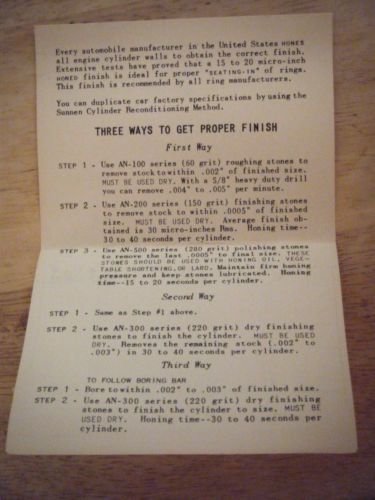 Every automobile manufacturer in the United States HONES
all engine cylinder walls to obtain the correct finish.
Extensive tests have proved that a 15 to 20 micro-inch
HONED finish is ideal for proper "SEATING-IN" of rings.
This finish is recommended by all ring manufacturers.
You can duplicate car factory specifications by using the
Sunnen Cylinder Reconditioning Method.
THREE WAYS TO GET PROPER FINISH
First Way
STEP 1 - Use AN-100 series (60 grit) roughing stones to
remove stock to within .002" of finished size.
MUST BE USED DRY. With a 5/8" heavy duty drill
you can remove .004" to .005" per minute.
STEP 2 - Use AN-200 series (150 grit) finishing stones
to remove stock to within .0005" of finished
size. MUST BE USED DRY. Average finish ob-
tained is 30 micro-inches Rms. Honing time--
30 to 40 seconds per cylinder.
STEP 3 - Use AN-500 series (280 grit) polishing stones
to remove the last .0005" to final size. THESE
STONES SHOULD BE USED WITH HONING OIL, VEGE-
TABLE SHORTENING, OR LARD. Maintain firm honing
pressure and keep stones lubricated. Honing
time--15 to 20 seconds per cylinder.
Second Way
STEP 1 - Same as Step #1 above.
STEP 2 - Use AN-300 series (220 grit) dry finishing
stones to finish the cylinder. MUST BE USED
DRY. Removes the remaining stock (.002" to
.003") in 30 to 40 seconds per cylinder.
Third Way
TO FOLLOW BORING BAR
STEP 1 - Bore to within .002" to .003" of finished size.
STEP 2 - Use AN-300 series (220 grit) dry finishing
stones to finish the cylinder to size. MUST BE
USED DRY. Honing time--30 to 40 seconds per
cylinder.